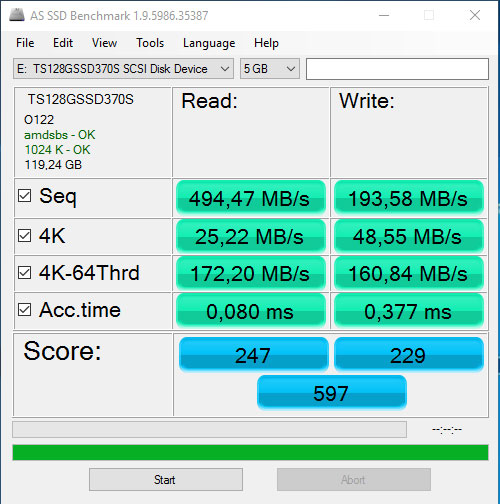 AS SSD Benchmark 1.9.5986.35387
File Edit View Tools Language Help
E: TS128GSSD370S SCSI Disk Device 5 GB
TS128GSSD370S
O122
amdsbs - OK
1024 K - OK
119,24 GB
Read: Write:
Seq 494,47 MB/s 193,58 MB/s
4K 25,22 MB/s 48,55 MB/s
4K-64Thrd 172,20 MB/s 160,84 MB/s
Acc.time 0,080 ms 0,377 ms
Score: 247 229
597
--:--:--
Start Abort